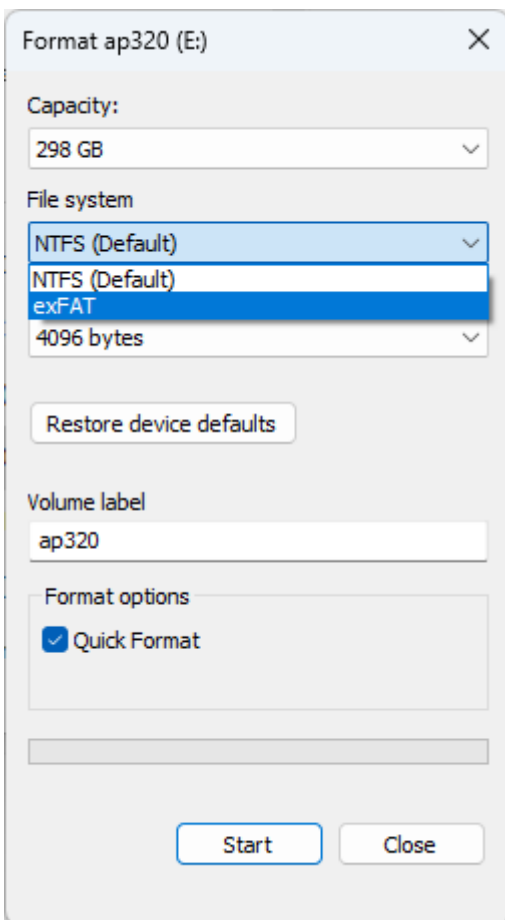 Format ap320 (E:)
Capacity:
298 GB
File system
NTFS (Default)
NTFS (Default)
exFAT
4096 bytes
Restore device defaults
Volume label
ap320
Format options
Quick Format
Start
Close